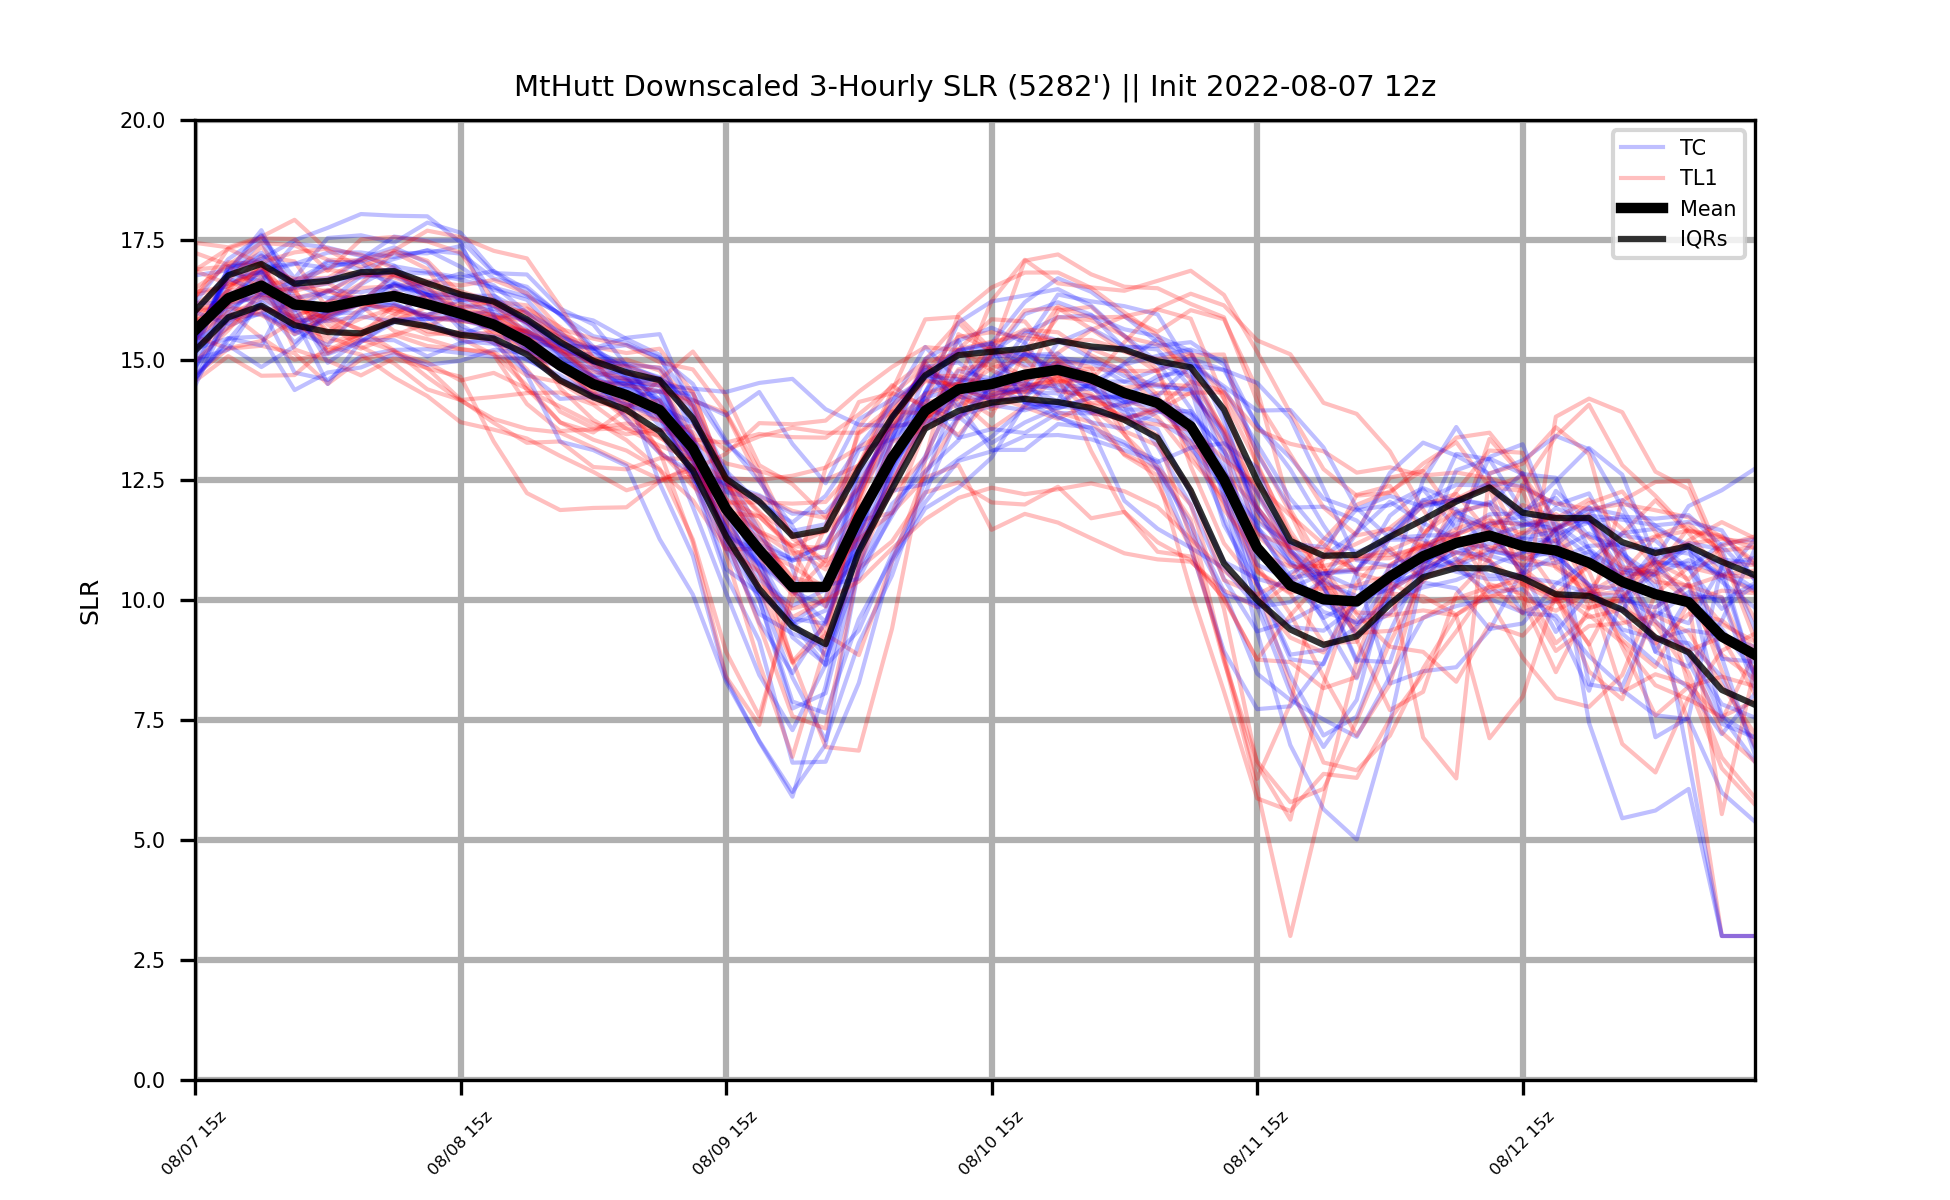 MtHutt Downscaled 3-Hourly SLR (5282') || Init 2022-08-07 12z
20.0
17.5
15.0
12.5
10.0
7.5
5.0
2.5
0.0
SLR
TC
TL1
Mean
IQRs
08/07 15z
08/08 15z
08/09 15z
08/10 15z
08/11 15z
08/12 15z